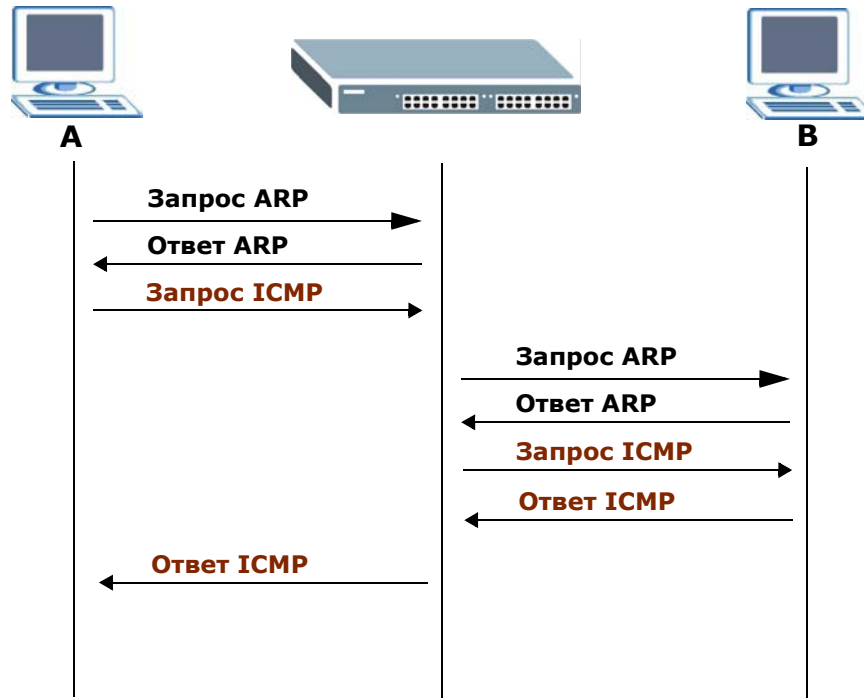 A
B
Запрос ARP
Ответ ARP
Запрос ICMP
Запрос ARP
Ответ ARP
Запрос ICMP
Ответ ICMP
Ответ ICMP